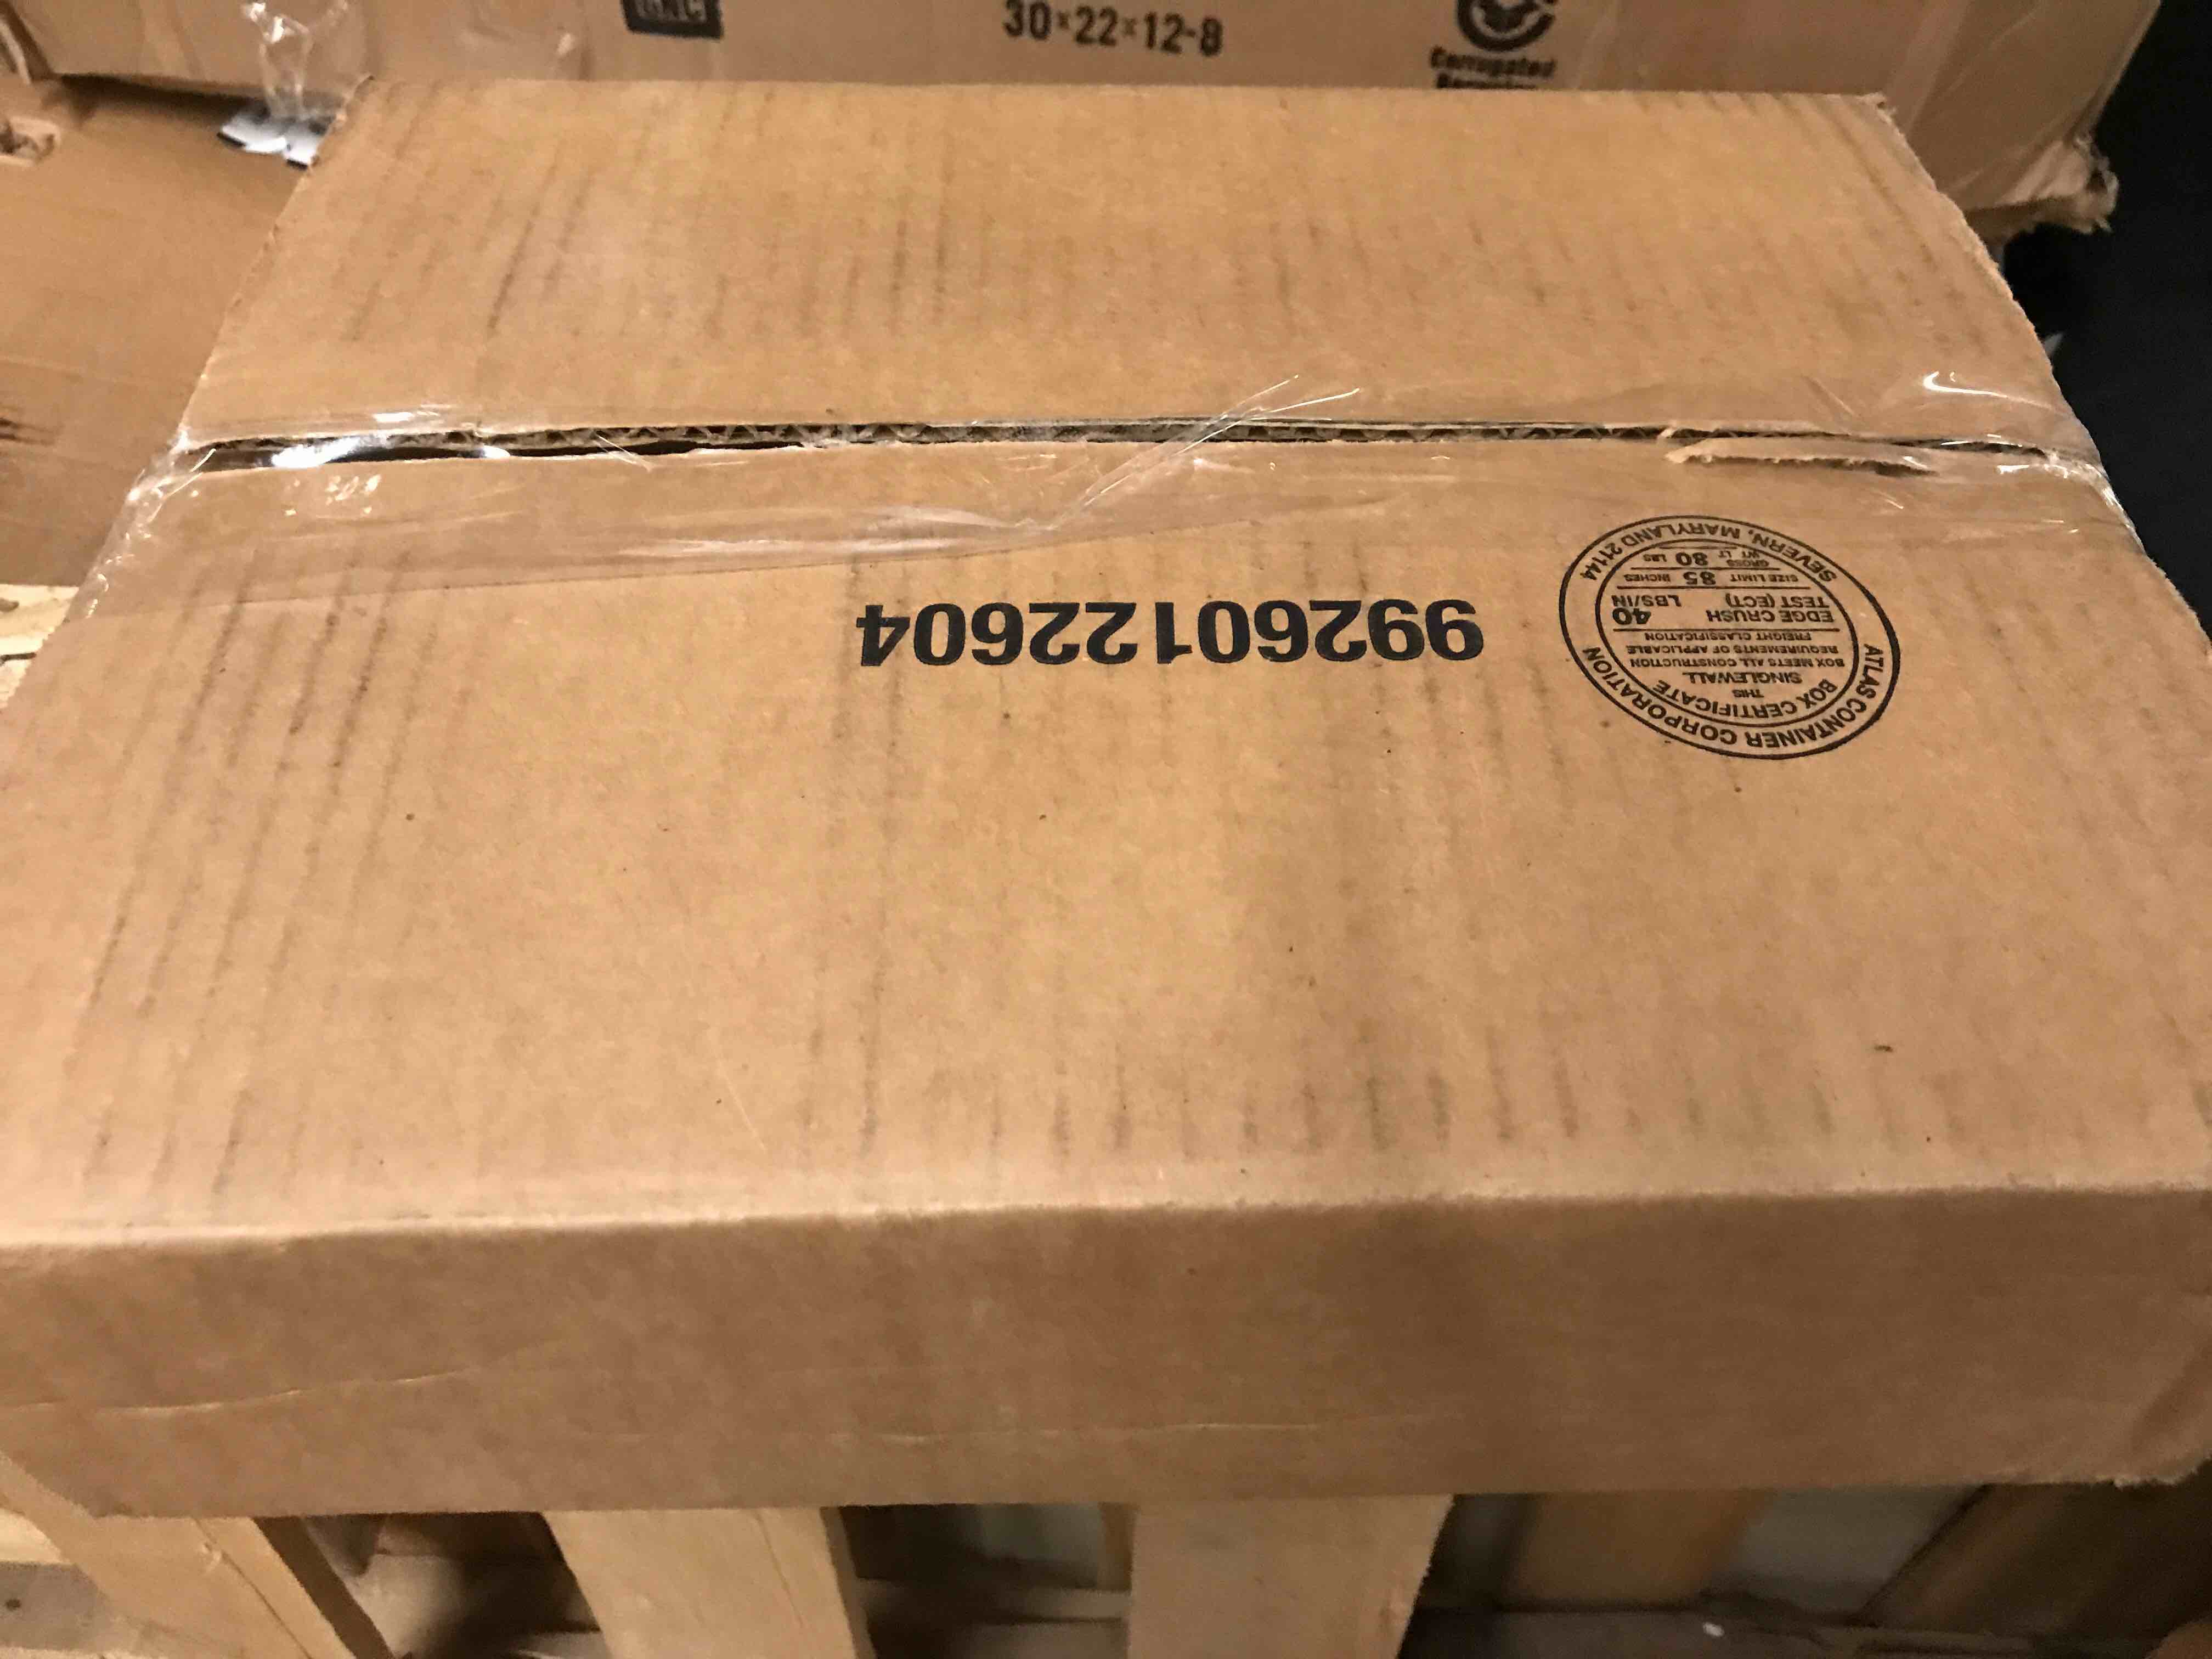 30×22×12-8
Corrugated
99260122604
ATLAS CONTAINER CORPORATION
BOX CERTIFICATE
THIS
SINGLEWALL
BOX MEETS ALL CONSTRUCTION
REQUIREMENTS OF APPLICABLE
FREIGHT CLASSIFICATION
EDGE CRUSH
TEST (ECT) 40 LBS/IN
SIZE LIMIT 85 INCHES
GROSS
WT LT 80 LBS
SEVERN, MARYLAND 21144